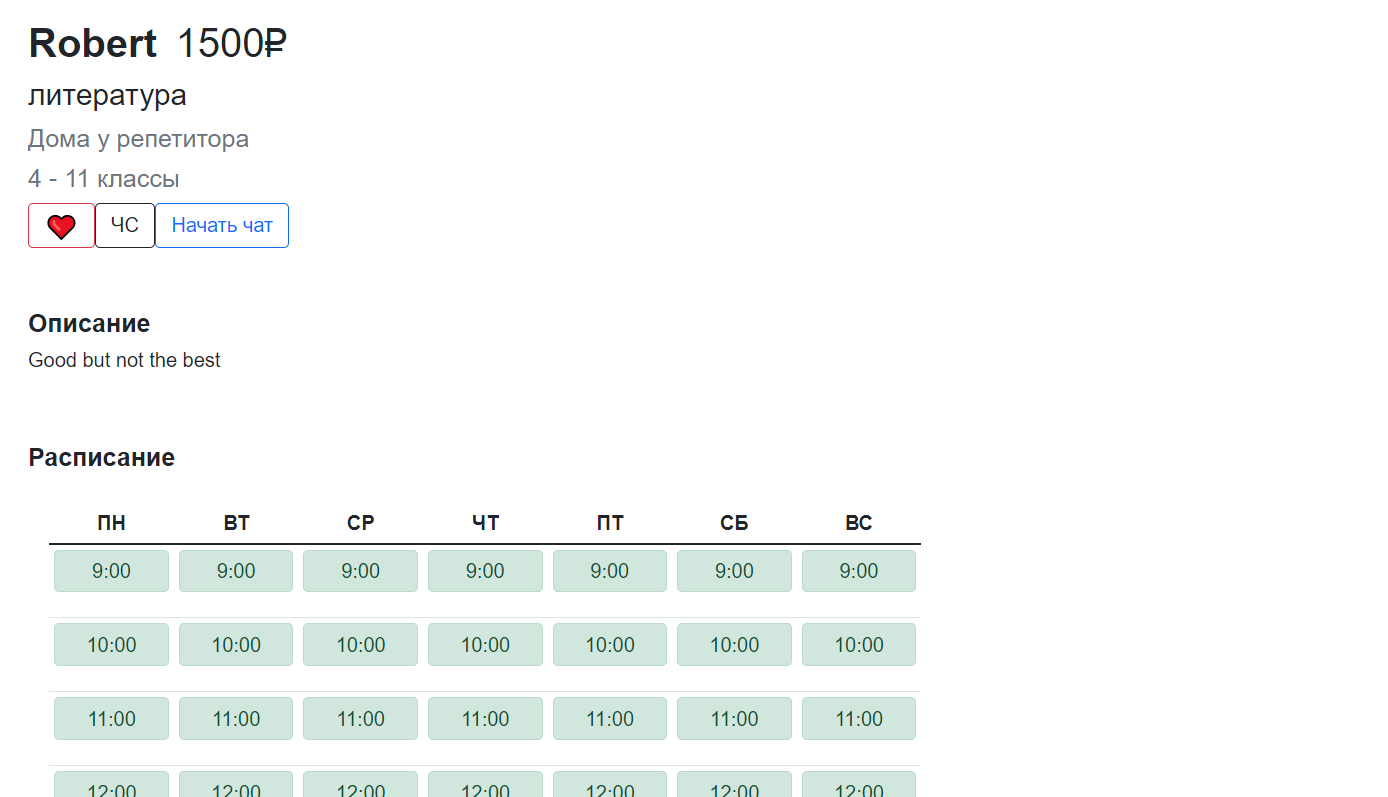 Robert 1500₽
литература
Дома у репетитора
4 - 11 классы
ЧС Начать чат
Описание
Good but not the best
Расписание
ПН ВТ СР ЧТ ПТ СБ ВС
9:00 9:00 9:00 9:00 9:00 9:00 9:00
10:00 10:00 10:00 10:00 10:00 10:00 10:00
11:00 11:00 11:00 11:00 11:00 11:00 11:00
12:00 12:00 12:00 12:00 12:00 12:00 12:00